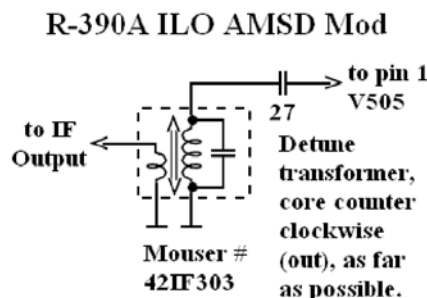 R-390A ILO AMSD Mod
to pin 1
V505
27
to IF
Output
Detune
transformer,
core counter
clockwise
(out), as far
as possible.
Mouser #
42IF303